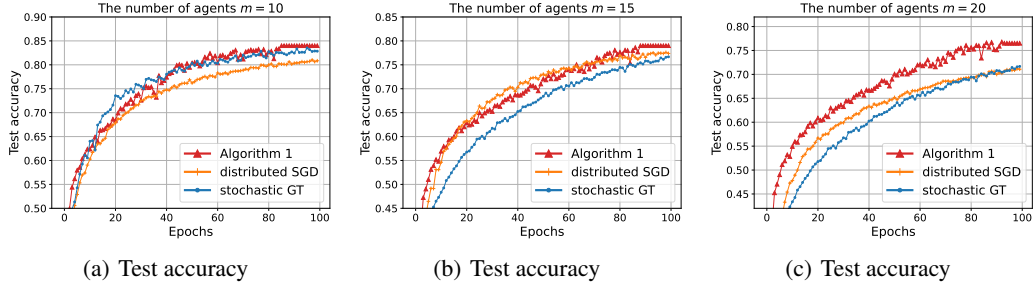 The number of agents m = 10
Test accuracy
0.90
0.85
0.80
0.75
0.70
0.65
0.60
0.55
0.50
0 20 40 60 80 100
Epochs
Algorithm 1
distributed SGD
stochastic GT
(a) Test accuracy
The number of agents m = 15
Test accuracy
0.85
0.80
0.75
0.70
0.65
0.60
0.55
0.50
0.45
0 20 40 60 80 100
Epochs
Algorithm 1
distributed SGD
stochastic GT
(b) Test accuracy
The number of agents m = 20
Test accuracy
0.80
0.75
0.70
0.65
0.60
0.55
0.50
0.45
0 20 40 60 80 100
Epochs
Algorithm 1
distributed SGD
stochastic GT
(c) Test accuracy